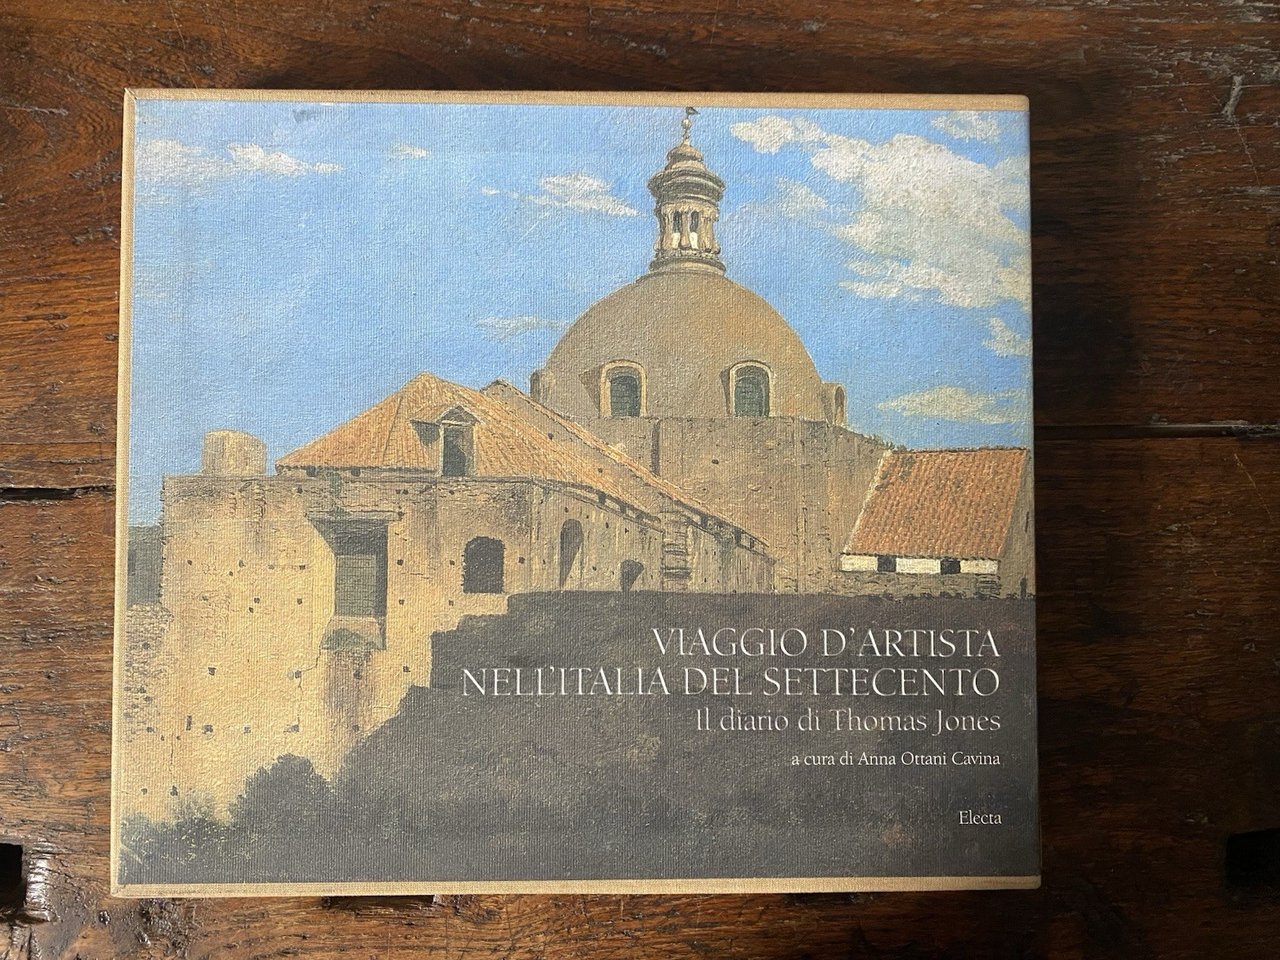 VIAGGIO D'ARTISTA
NELL'ITALIA DEL SETTECENTO
Il diario di Thomas Jones
a cura di Anna Ottani Cavina
Electa